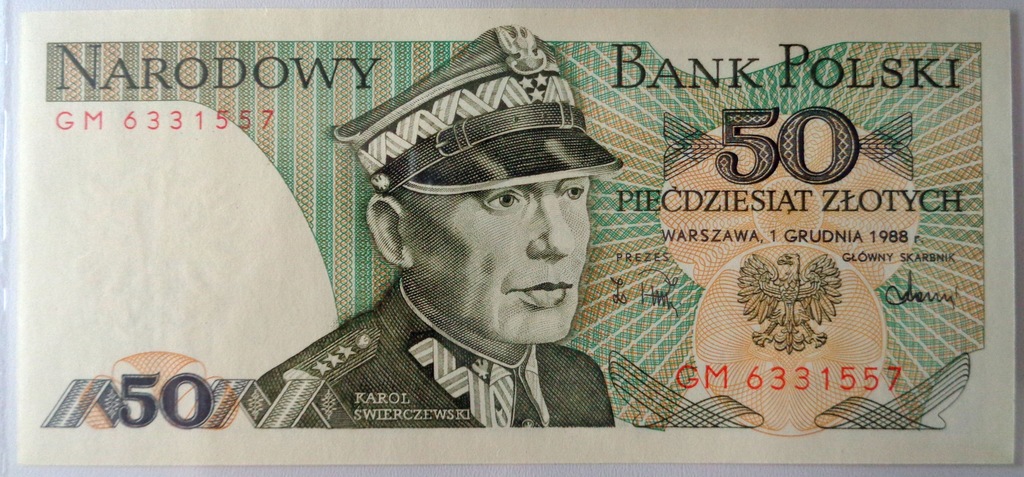 NARODOWY BANK POLSKI
GM 6331557
50
PIEĆDZIESIĄT ZŁOTYCH
WARSZAWA, 1 GRUDNIA 1988 r.
PREZES GŁÓWNY SKARBNIK
GM 6331557
50
KAROL
ŚWIERCZEWSKI